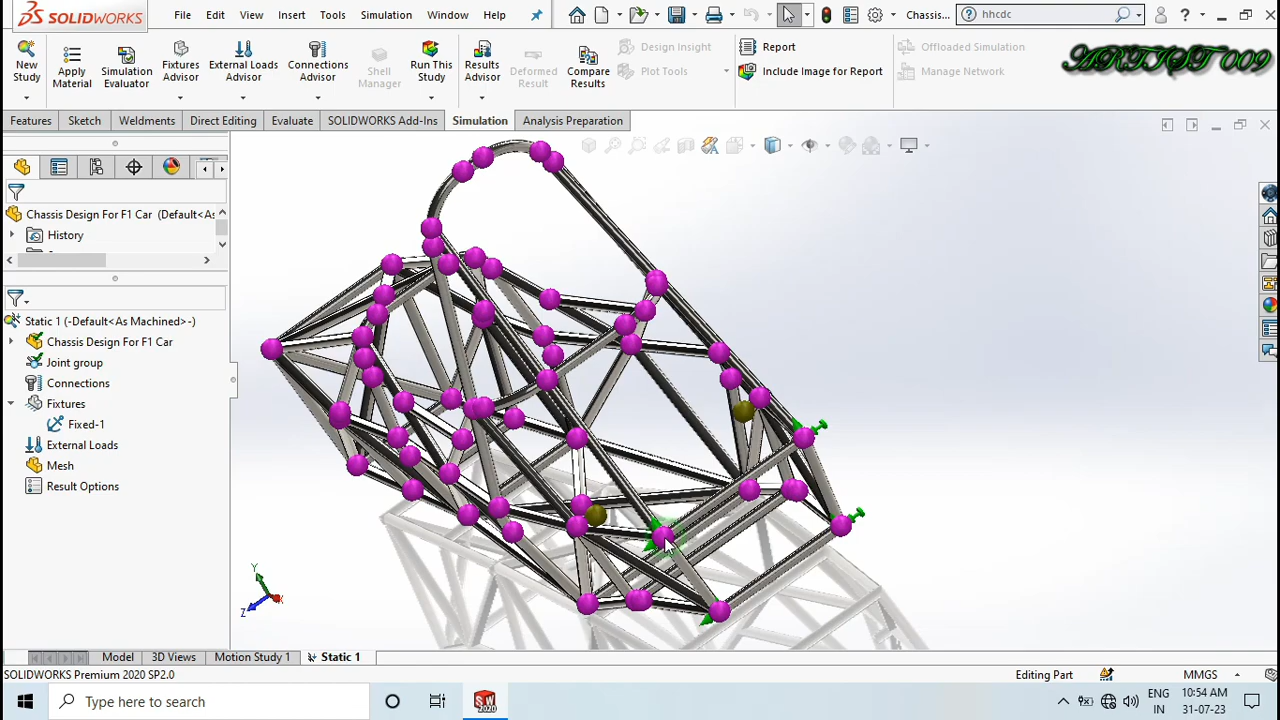 SOLIDWORKS File Edit View Insert Tools Simulation Window Help Chassis... hhcdc ?
New Study
Apply Material
Simulation Evaluator
Fixtures Advisor
External Loads Advisor
Connections Advisor
Shell Manager
Run This Study
Results Advisor
Deformed Result
Compare Results
Design Insight
Plot Tools
Report
Include Image for Report
Offloaded Simulation
Manage Network
ARTIST 009
Features Sketch Weldments Direct Editing Evaluate SOLIDWORKS Add-Ins Simulation Analysis Preparation
Chassis Design For F1 Car (Default<As
History
Static 1 (-Default<As Machined>-)
Chassis Design For F1 Car
Joint group
Connections
Fixtures
Fixed-1
External Loads
Mesh
Result Options
Y
Z X
Model 3D Views Motion Study 1 Static 1
SOLIDWORKS Premium 2020 SP2.0 Editing Part MMGS
Type here to search
SW 2020
ENG IN
10:54 AM
31-07-23